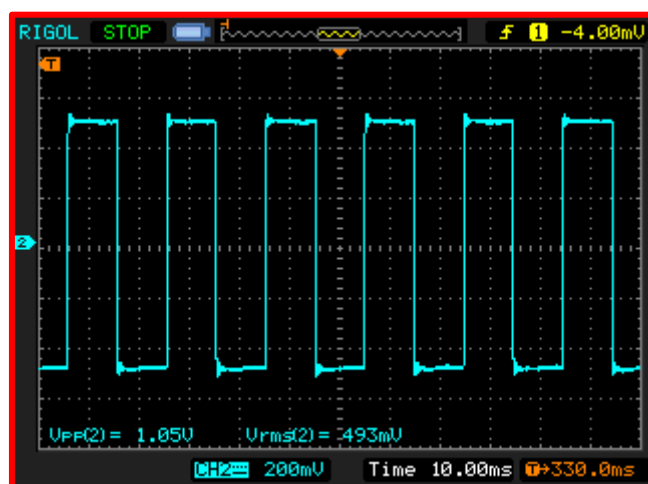 RIGOL STOP 1 -4.00mV
T
2
Vpp(2)= 1.05V Vrms(2)= 493mV
CH2 200mV Time 10.00ms T→330.0ms